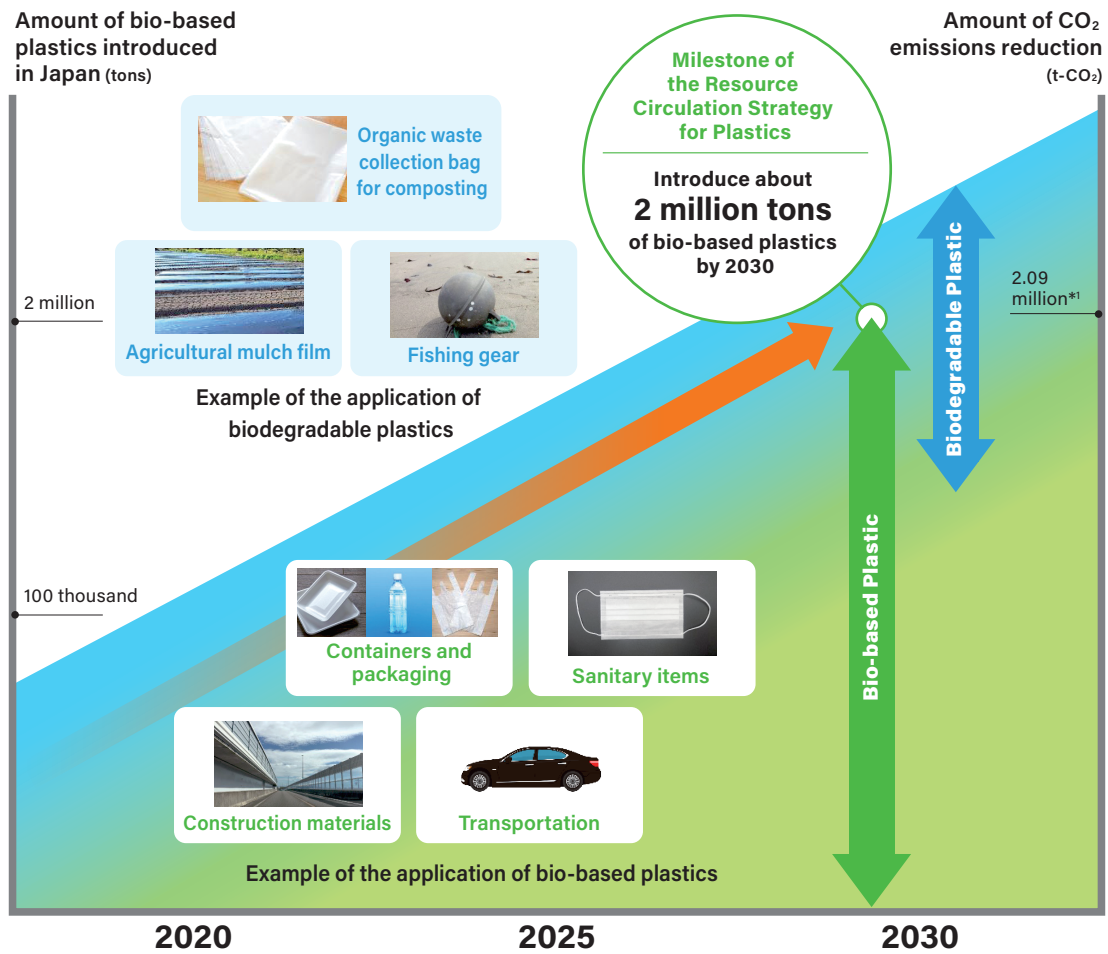 Amount of bio-based
plastics introduced
in Japan (tons)
Amount of CO₂
emissions reduction
(t-CO₂)
Milestone of
the Resource
Circulation Strategy
for Plastics
Introduce about
2 million tons
of bio-based plastics
by 2030
Organic waste
collection bag
for composting
Agricultural mulch film
Fishing gear
Example of the application of
biodegradable plastics
2 million
2.09
million*¹
Biodegradable Plastic
100 thousand
Bio-based Plastic
Containers and
packaging
Sanitary items
Construction materials
Transportation
Example of the application of bio-based plastics
2020
2025
2030